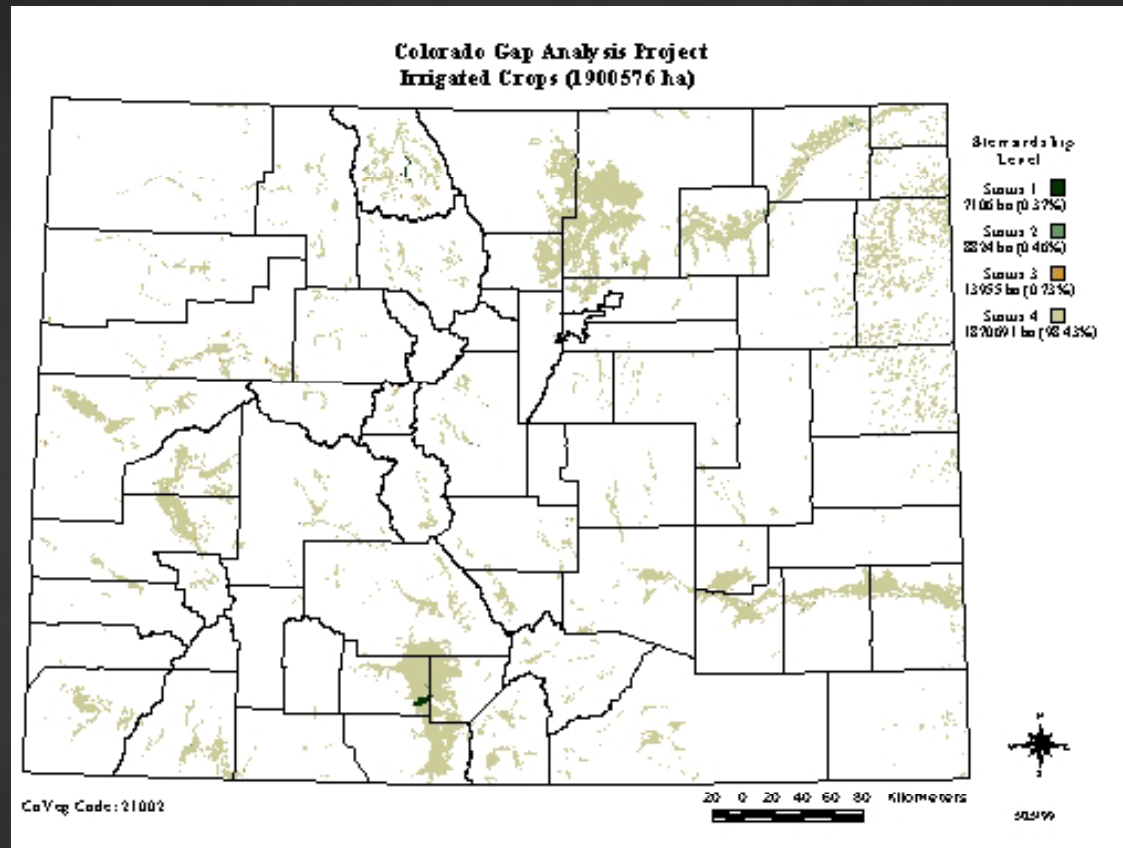 Colorado Gap Analysis Project
Irrigated Crops (1900576 ha)
Stewardship
Level
Status 1
7106 ha (0.37%)
Status 2
8824 ha (0.46%)
Status 3
13955 ha (0.73%)
Status 4
1870691 ha (98.43%)
N
W E
S
CoVeg Code: 21002
20 0 20 40 60 80 Kilometers